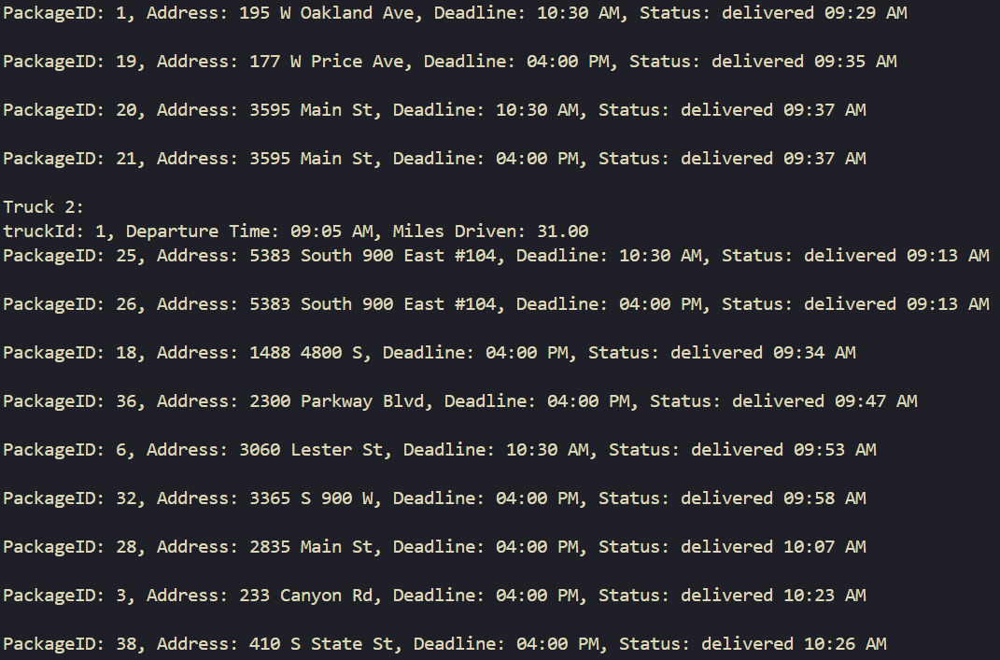 PackageID: 1, Address: 195 W Oakland Ave, Deadline: 10:30 AM, Status: delivered 09:29 AM
PackageID: 19, Address: 177 W Price Ave, Deadline: 04:00 PM, Status: delivered 09:35 AM
PackageID: 20, Address: 3595 Main St, Deadline: 10:30 AM, Status: delivered 09:37 AM
PackageID: 21, Address: 3595 Main St, Deadline: 04:00 PM, Status: delivered 09:37 AM
Truck 2:
truckId: 1, Departure Time: 09:05 AM, Miles Driven: 31.00
PackageID: 25, Address: 5383 South 900 East #104, Deadline: 10:30 AM, Status: delivered 09:13 AM
PackageID: 26, Address: 5383 South 900 East #104, Deadline: 04:00 PM, Status: delivered 09:13 AM
PackageID: 18, Address: 1488 4800 S, Deadline: 04:00 PM, Status: delivered 09:34 AM
PackageID: 36, Address: 2300 Parkway Blvd, Deadline: 04:00 PM, Status: delivered 09:47 AM
PackageID: 6, Address: 3060 Lester St, Deadline: 10:30 AM, Status: delivered 09:53 AM
PackageID: 32, Address: 3365 S 900 W, Deadline: 04:00 PM, Status: delivered 09:58 AM
PackageID: 28, Address: 2835 Main St, Deadline: 04:00 PM, Status: delivered 10:07 AM
PackageID: 3, Address: 233 Canyon Rd, Deadline: 04:00 PM, Status: delivered 10:23 AM
PackageID: 38, Address: 410 S State St, Deadline: 04:00 PM, Status: delivered 10:26 AM